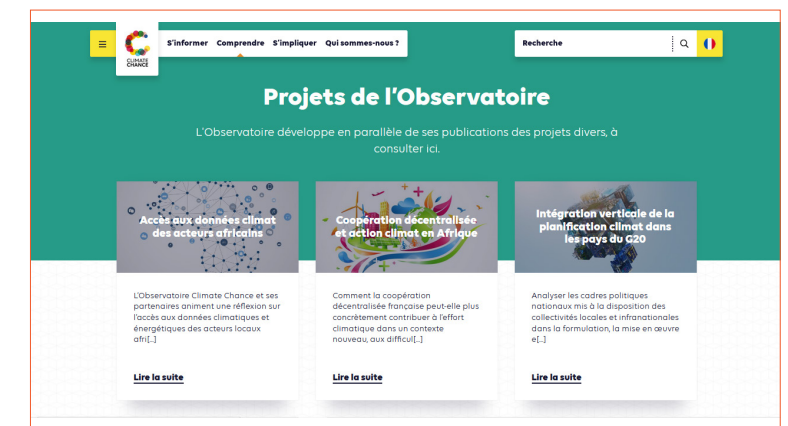 S'informer Comprendre S'impliquer Qui sommes-nous ?
Recherche
CLIMATE
CHANCE
Projets de l'Observatoire
L'Observatoire développe en parallèle de ses publications des projets divers, à
consulter ici.
Accès aux données climat
des acteurs africains
L'Observatoire Climate Chance et ses
partenaires animent une réflexion sur
l'accès aux données climatiques et
énergétiques des acteurs locaux
afri[...]
Lire la suite
Coopération décentralisée
et action climat en Afrique
Comment la coopération
décentralisée française peut-elle plus
concrètement contribuer à l'effort
climatique dans un contexte
nouveau, aux difficul[...]
Lire la suite
Intégration verticale de la
planification climat dans
les pays du G20
Analyser les cadres politiques
nationaux mis à la disposition des
collectivités locales et infranationales
dans la formulation, la mise en œuvre
e[...]
Lire la suite